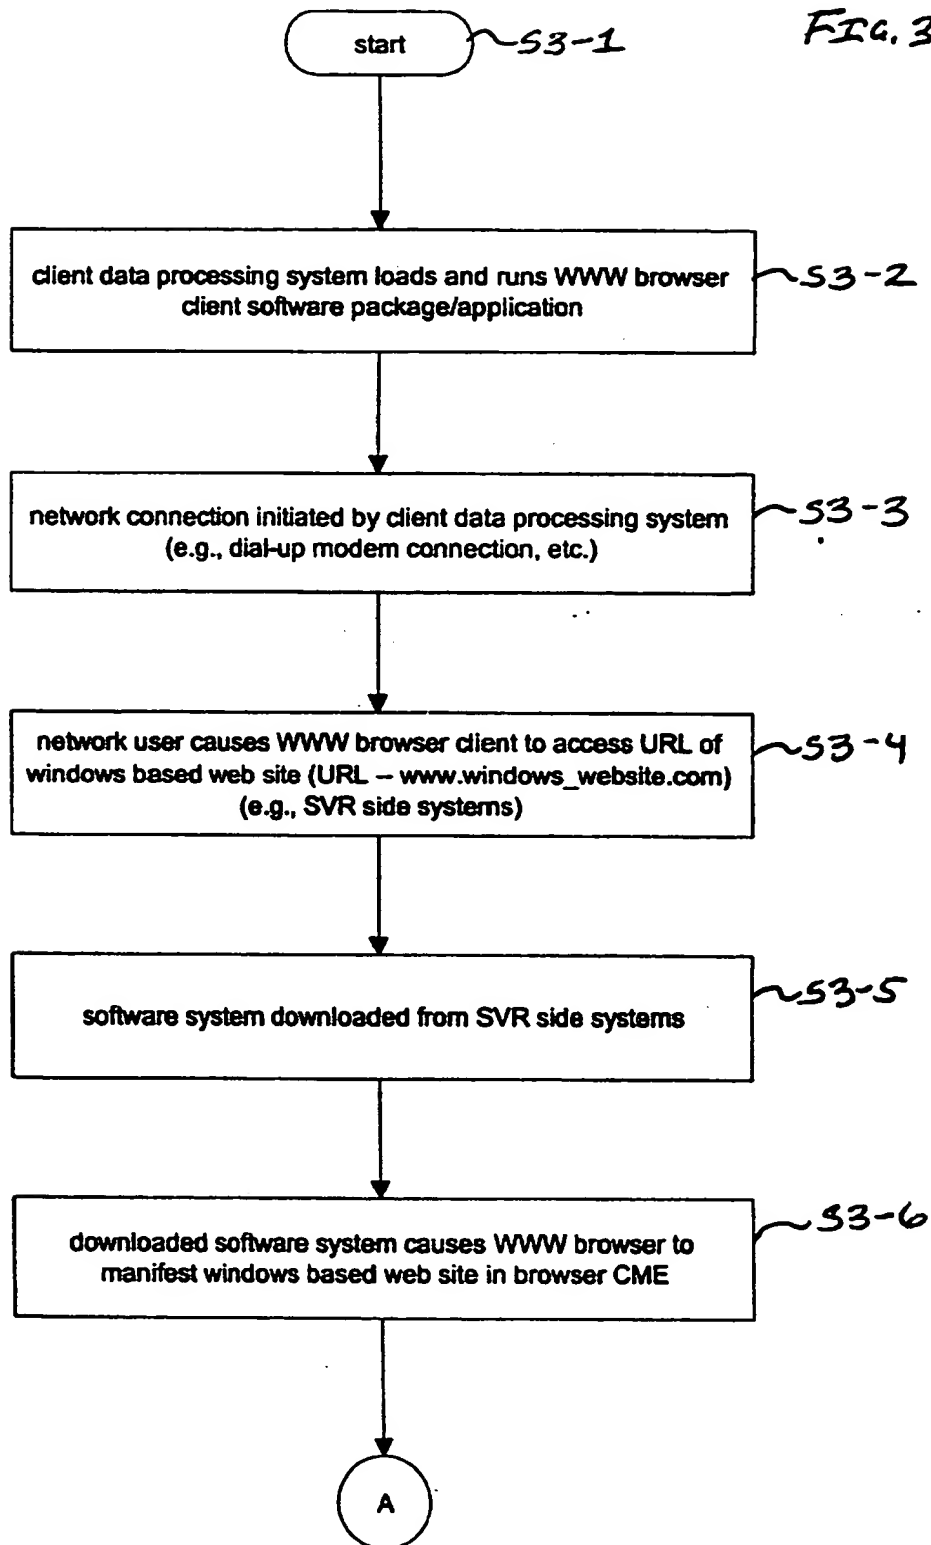 FIG. 3
start
S3-1
client data processing system loads and runs WWW browser
client software package/application
S3-2
network connection initiated by client data processing system
(e.g., dial-up modem connection, etc.)
S3-3
network user causes WWW browser client to access URL of
windows based web site (URL – www.windows_website.com)
(e.g., SVR side systems)
S3-4
software system downloaded from SVR side systems
S3-5
downloaded software system causes WWW browser to
manifest windows based web site in browser CME
S3-6
A